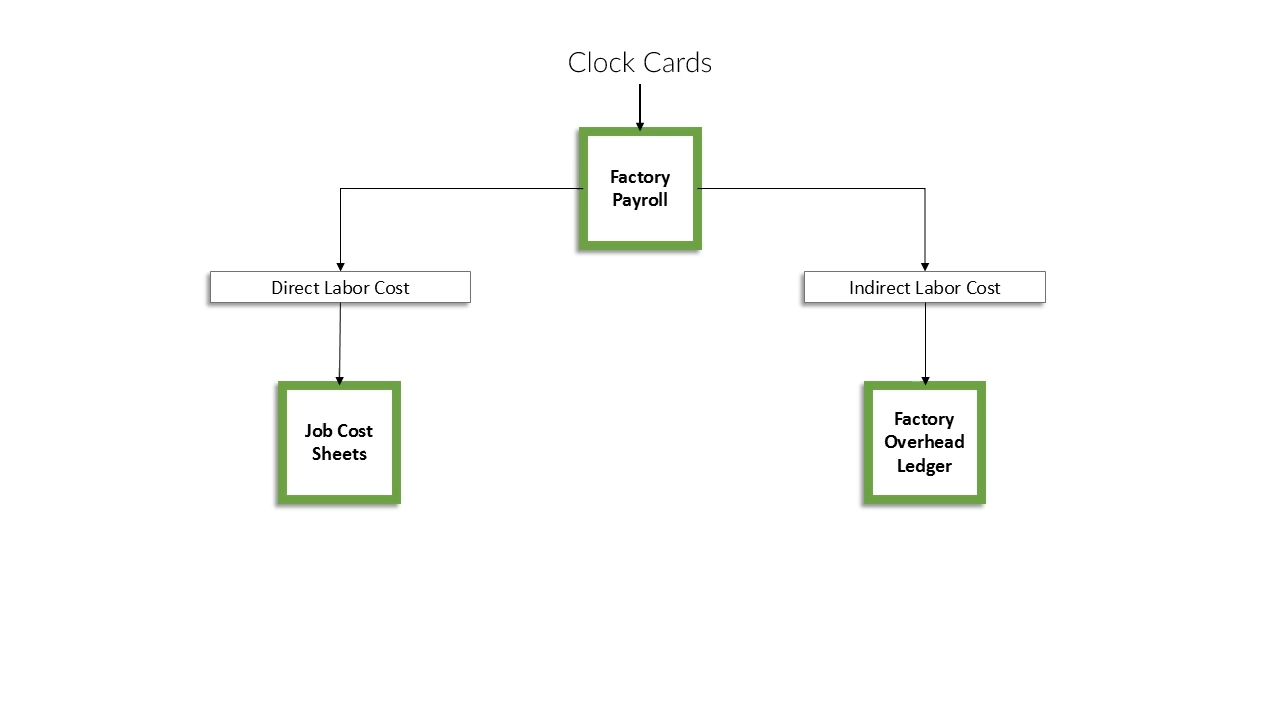 Clock Cards
Factory
Payroll
Direct Labor Cost
Indirect Labor Cost
Job Cost
Sheets
Factory
Overhead
Ledger